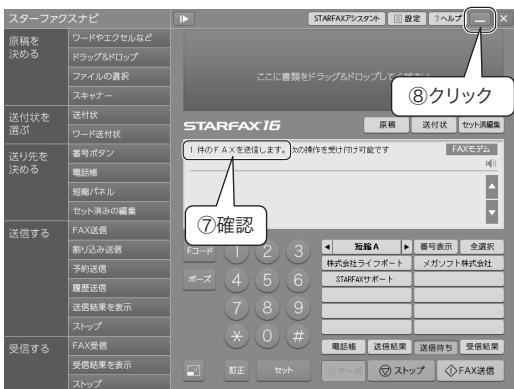 スターファクスナビ
STARFAXアシスタント
設定
?ヘルプ
×
原稿を
決める
ワードやエクセルなど
ドラッグ&ドロップ
ファイルの選択
スキャナー
ここに書類をドラッグ&ドロップしてください
⑧クリック
送付状を
選ぶ
送付状
ワード送付状
STARFAX16
原稿
送付状
セット済編集
送り先を
決める
番号ボタン
電話帳
短縮パネル
セット済みの編集
1 件のFAXを送信します。次の操作を受け付け可能です
FAXモデム
⑦確認
送信する
FAX送信
割り込み送信
予約送信
履歴送信
送信結果を表示
ストップ
Fコード
1 2 3
短縮A
番号表示
全選択
株式会社ライフボート
メガソフト株式会社
ポーズ
4 5 6
STARFAXサポート
7 8 9
* 0 #
電話帳
送信結果
送信待ち
受信結果
受信する
FAX受信
受信結果を表示
ストップ
訂正
セット
ターボ
ストップ
FAX送信